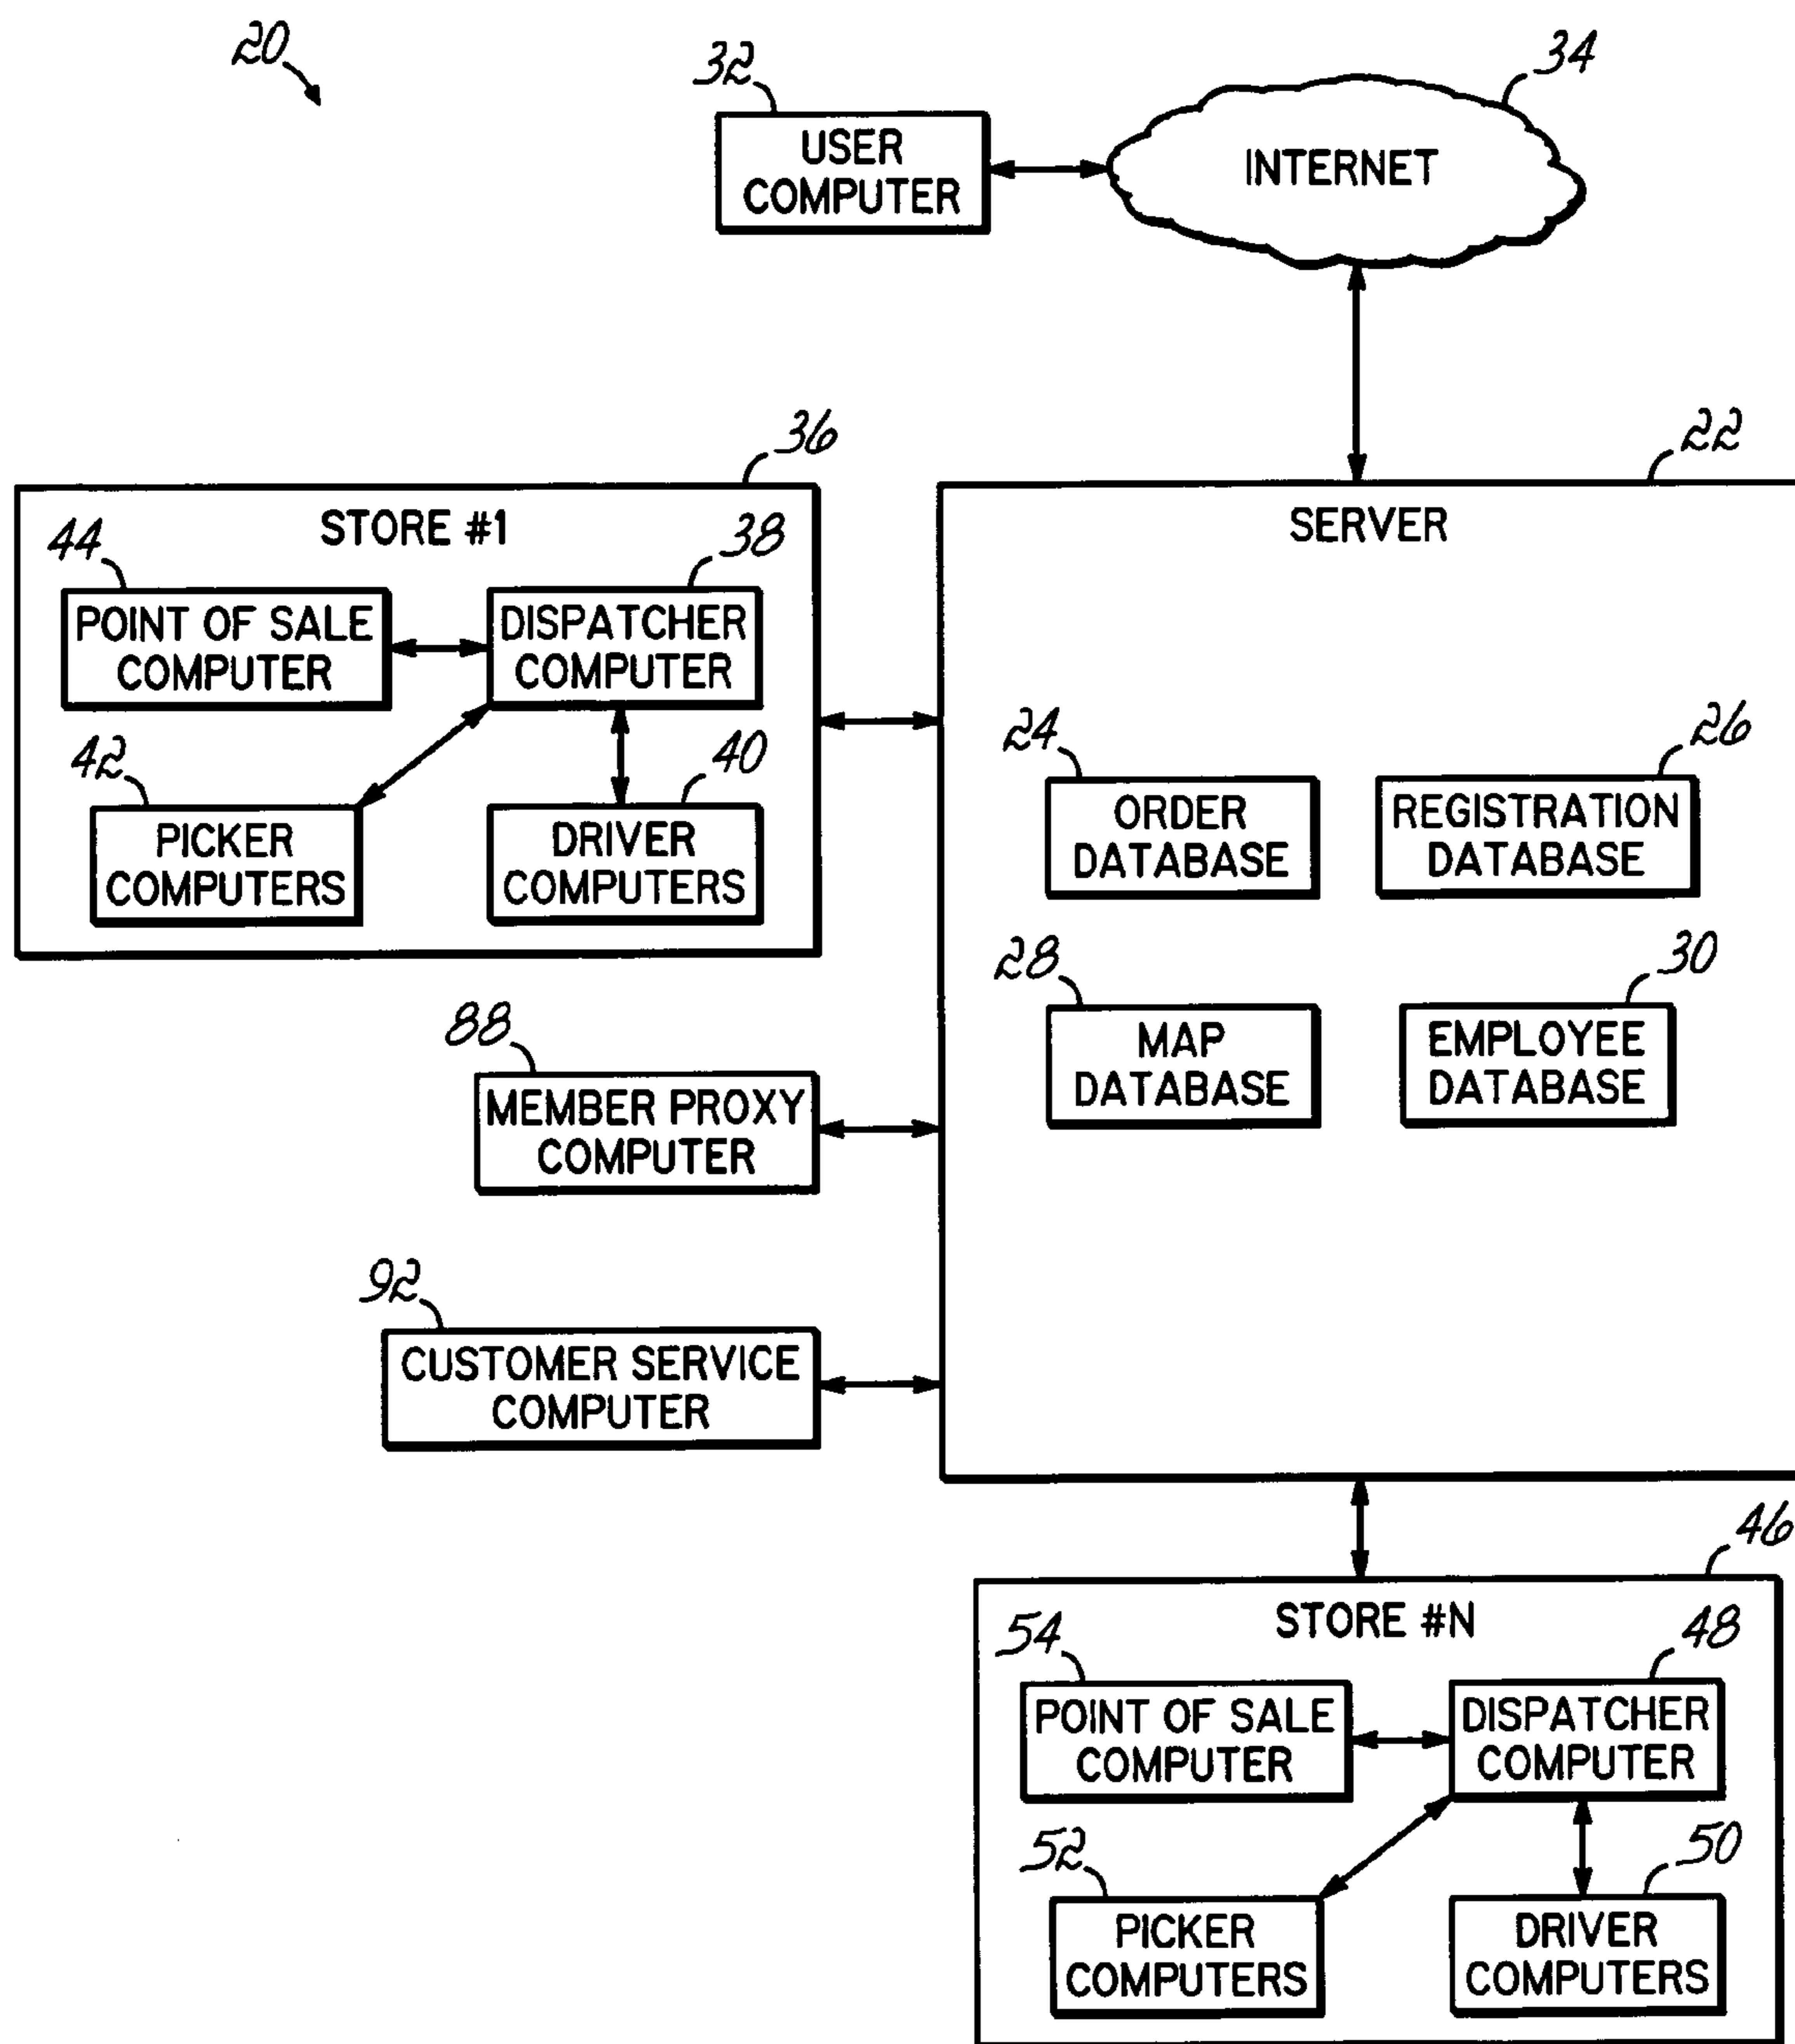 20
32
34
USER
COMPUTER
INTERNET
36
22
STORE #1
SERVER
44
38
POINT OF SALE
COMPUTER
DISPATCHER
COMPUTER
42
40
PICKER
COMPUTERS
DRIVER
COMPUTERS
24
26
ORDER
DATABASE
REGISTRATION
DATABASE
28
30
MAP
DATABASE
EMPLOYEE
DATABASE
88
MEMBER PROXY
COMPUTER
92
CUSTOMER SERVICE
COMPUTER
46
STORE #N
54
48
POINT OF SALE
COMPUTER
DISPATCHER
COMPUTER
52
50
PICKER
COMPUTERS
DRIVER
COMPUTERS